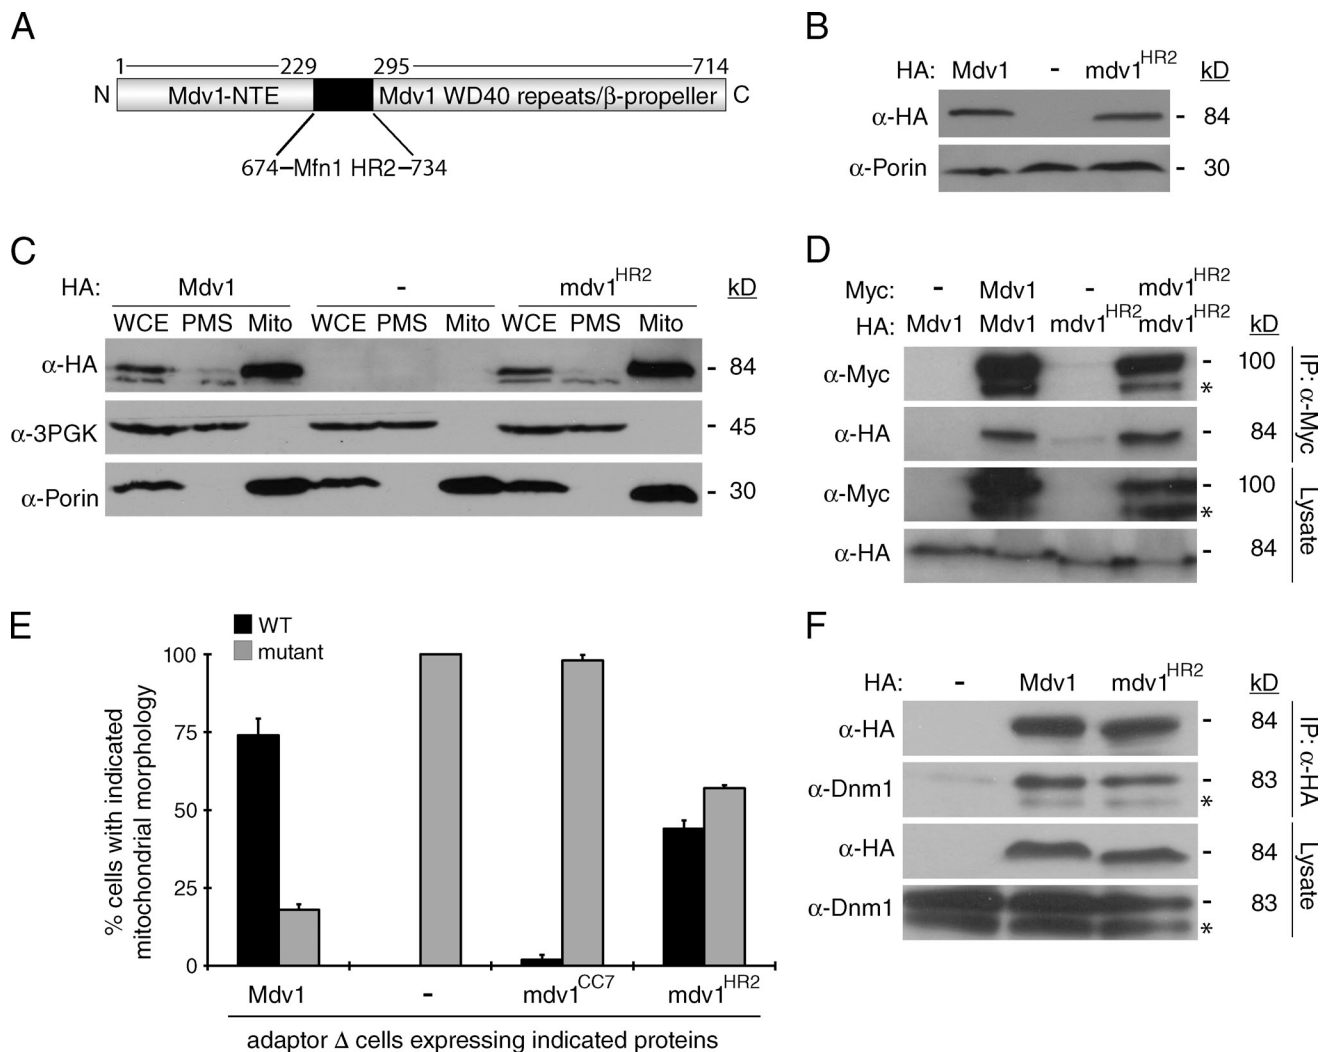 A
1 229 295 714
N Mdv1-NTE Mdv1 WD40 repeats/β-propeller C
674–Mfn1 HR2–734
B
HA: Mdv1 - mdv1HR2 kD
α-HA - 84
α-Porin - 30
C
HA: Mdv1 - mdv1HR2 kD
WCE PMS Mito WCE PMS Mito WCE PMS Mito
α-HA - 84
α-3PGK - 45
α-Porin - 30
D
Myc: - Mdv1 - mdv1HR2
HA: Mdv1 Mdv1 mdv1HR2 mdv1HR2 kD
α-Myc - 100
*
α-HA - 84
IP: α-Myc
α-Myc - 100
*
α-HA - 84
Lysate
E
WT
mutant
% cells with indicated
mitochondrial morphology
100
75
50
25
0
Mdv1 - mdv1CC7 mdv1HR2
adaptor Δ cells expressing indicated proteins
F
HA: - Mdv1 mdv1HR2 kD
α-HA - 84
α-Dnm1 - 83
*
IP: α-HA
α-HA - 84
α-Dnm1 - 83
*
Lysate